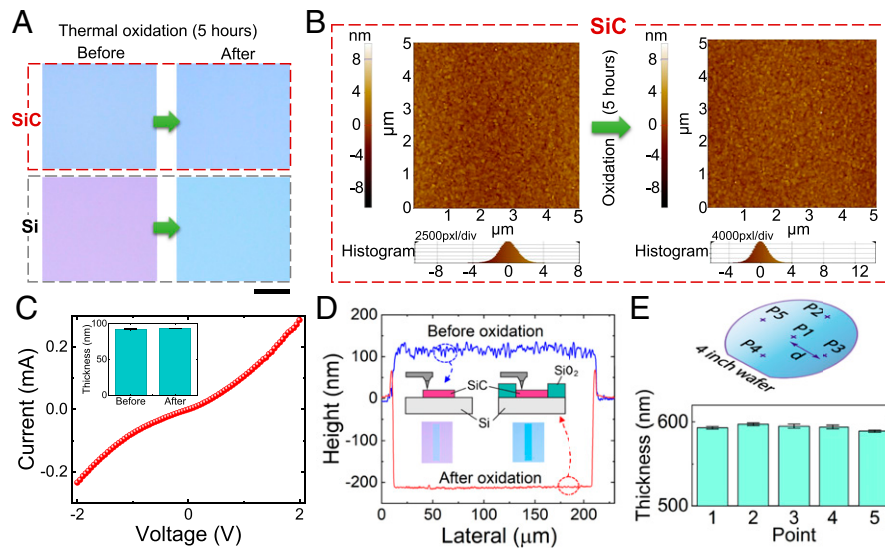 A
Thermal oxidation (5 hours)
Before
After
SiC
Si
B
SiC
nm
8
4
0
-4
-8
5
4
3
2
1
0
µm
1 2 3 4 5
µm
Histogram
2500pxl/div
-8 -4 0 4 8
Oxidation (5 hours)
nm
8
4
0
-4
-8
5
4
3
2
1
0
µm
1 2 3 4 5
µm
Histogram
4000pxl/div
-4 0 4 8 12
C
Current (mA)
0.2
0.0
-0.2
-2 0 2
Voltage (V)
Thickness (nm)
100
50
0
Before After
D
Height (nm)
200
100
0
-100
-200
0 50 100 150 200
Lateral (µm)
Before oxidation
SiC
SiO₂
Si
After oxidation
E
P2
P5
P1
P4
P3
d
4 inch wafer
Thickness (nm)
600
500
1 2 3 4 5
Point